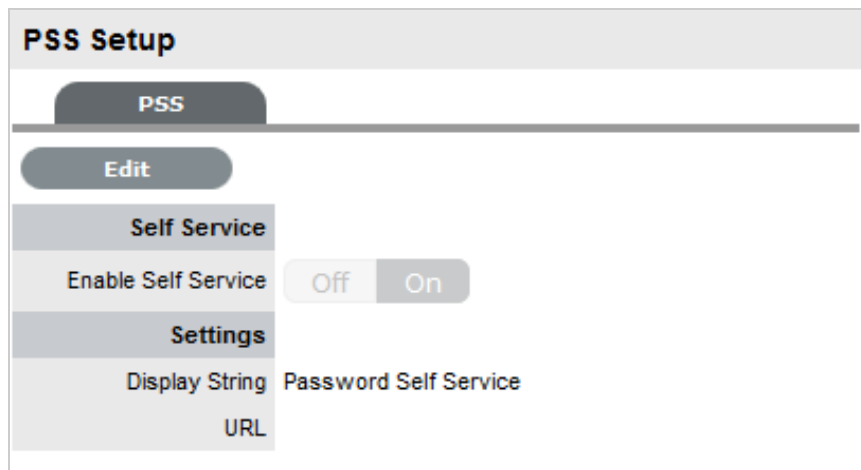 PSS Setup
PSS
Edit
Self Service
Enable Self Service Off On
Settings
Display String Password Self Service
URL